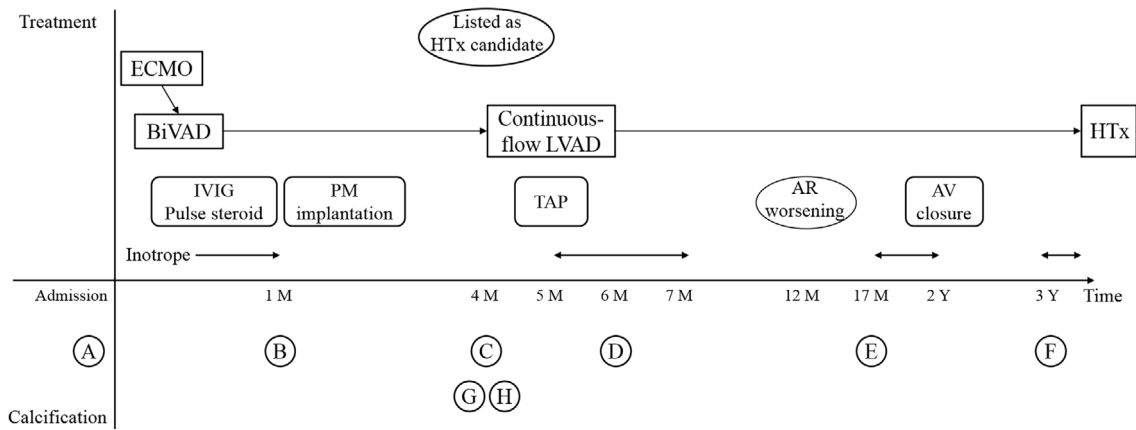 Treatment
Listed as
HTx candidate
ECMO
BiVAD
Continuous-
flow LVAD
HTx
IVIG
Pulse steroid
PM
implantation
TAP
AR
worsening
AV
closure
Inotrope
Admission
1 M
4 M
5 M
6 M
7 M
12 M
17 M
2 Y
3 Y
Time
A
B
C
D
E
F
G
H
Calcification